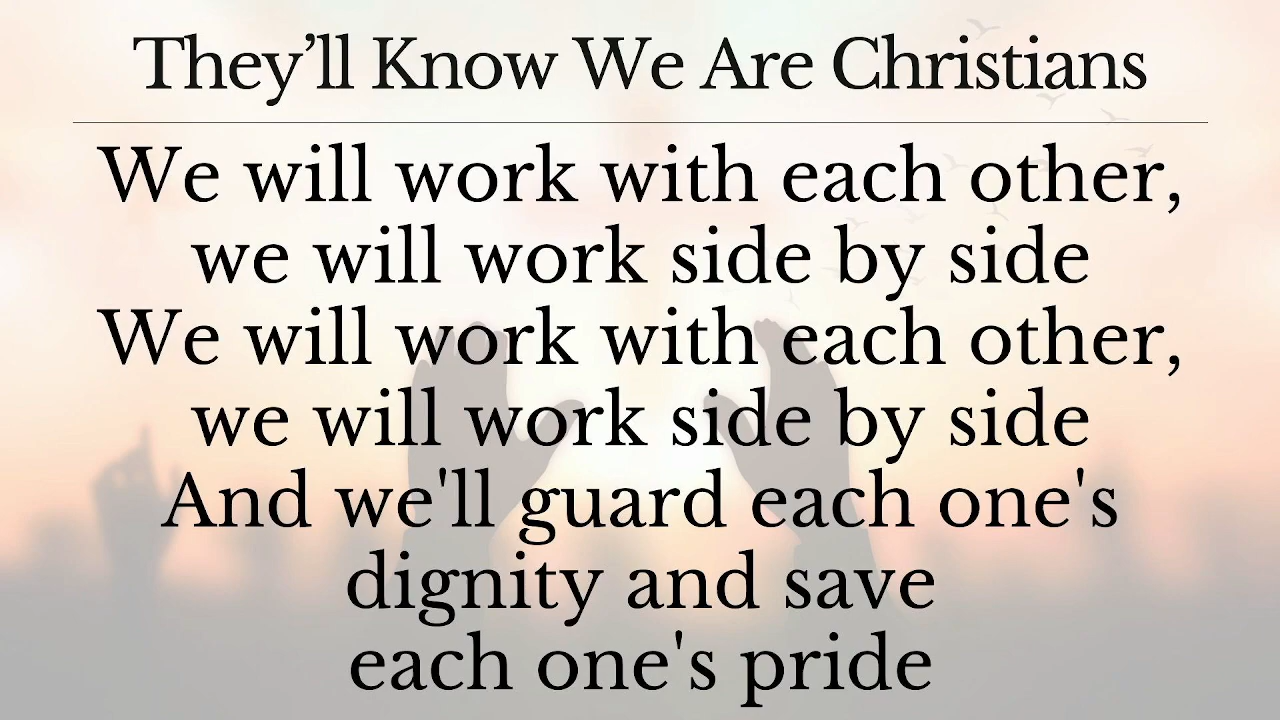 They’ll Know We Are Christians
We will work with each other,
we will work side by side
We will work with each other,
we will work side by side
And we'll guard each one's
dignity and save
each one's pride